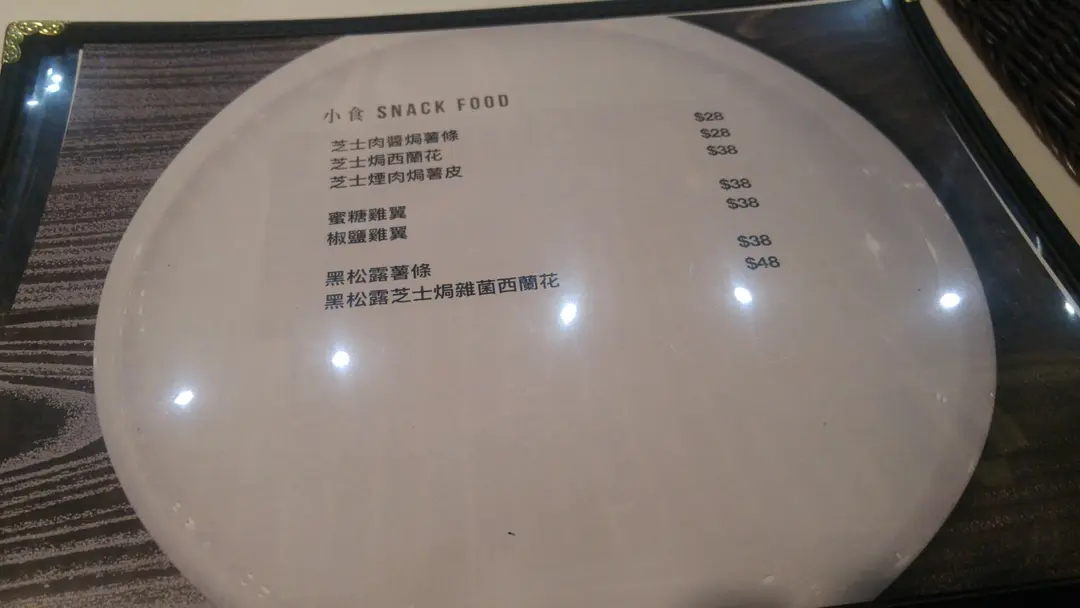 小食 SNACK FOOD
芝士肉醬焗薯條 $28
芝士焗西蘭花 $28
芝士煙肉焗薯皮 $38
蜜糖雞翼 $38
椒鹽雞翼 $38
黑松露薯條 $38
黑松露芝士焗雜菌西蘭花 $48